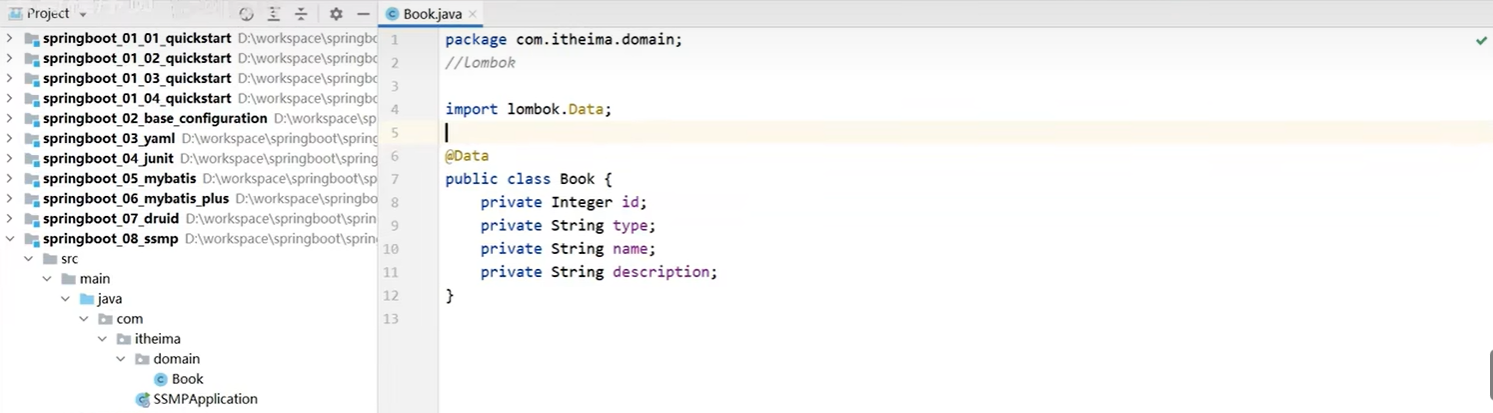 Project
springboot_01_01_quickstart D:\workspace\springbo
springboot_01_02_quickstart D:\workspace\springbo
springboot_01_03_quickstart D:\workspace\springbo
springboot_01_04_quickstart D:\workspace\springbo
springboot_02_base_configuration D:\workspace\sp
springboot_03_yaml D:\workspace\springboot\spring
springboot_04_junit D:\workspace\springboot\spring
springboot_05_mybatis D:\workspace\springboot\sp
springboot_06_mybatis_plus D:\workspace\springbo
springboot_07_druid D:\workspace\springboot\sprin
springboot_08_ssmp D:\workspace\springboot\sprin
src
main
java
com
itheima
domain
Book
SSMPApplication
Book.java
1 package com.itheima.domain;
2 //Lombok
3
4 import lombok.Data;
5
6 @Data
7 public class Book {
8 private Integer id;
9 private String type;
10 private String name;
11 private String description;
12 }
13